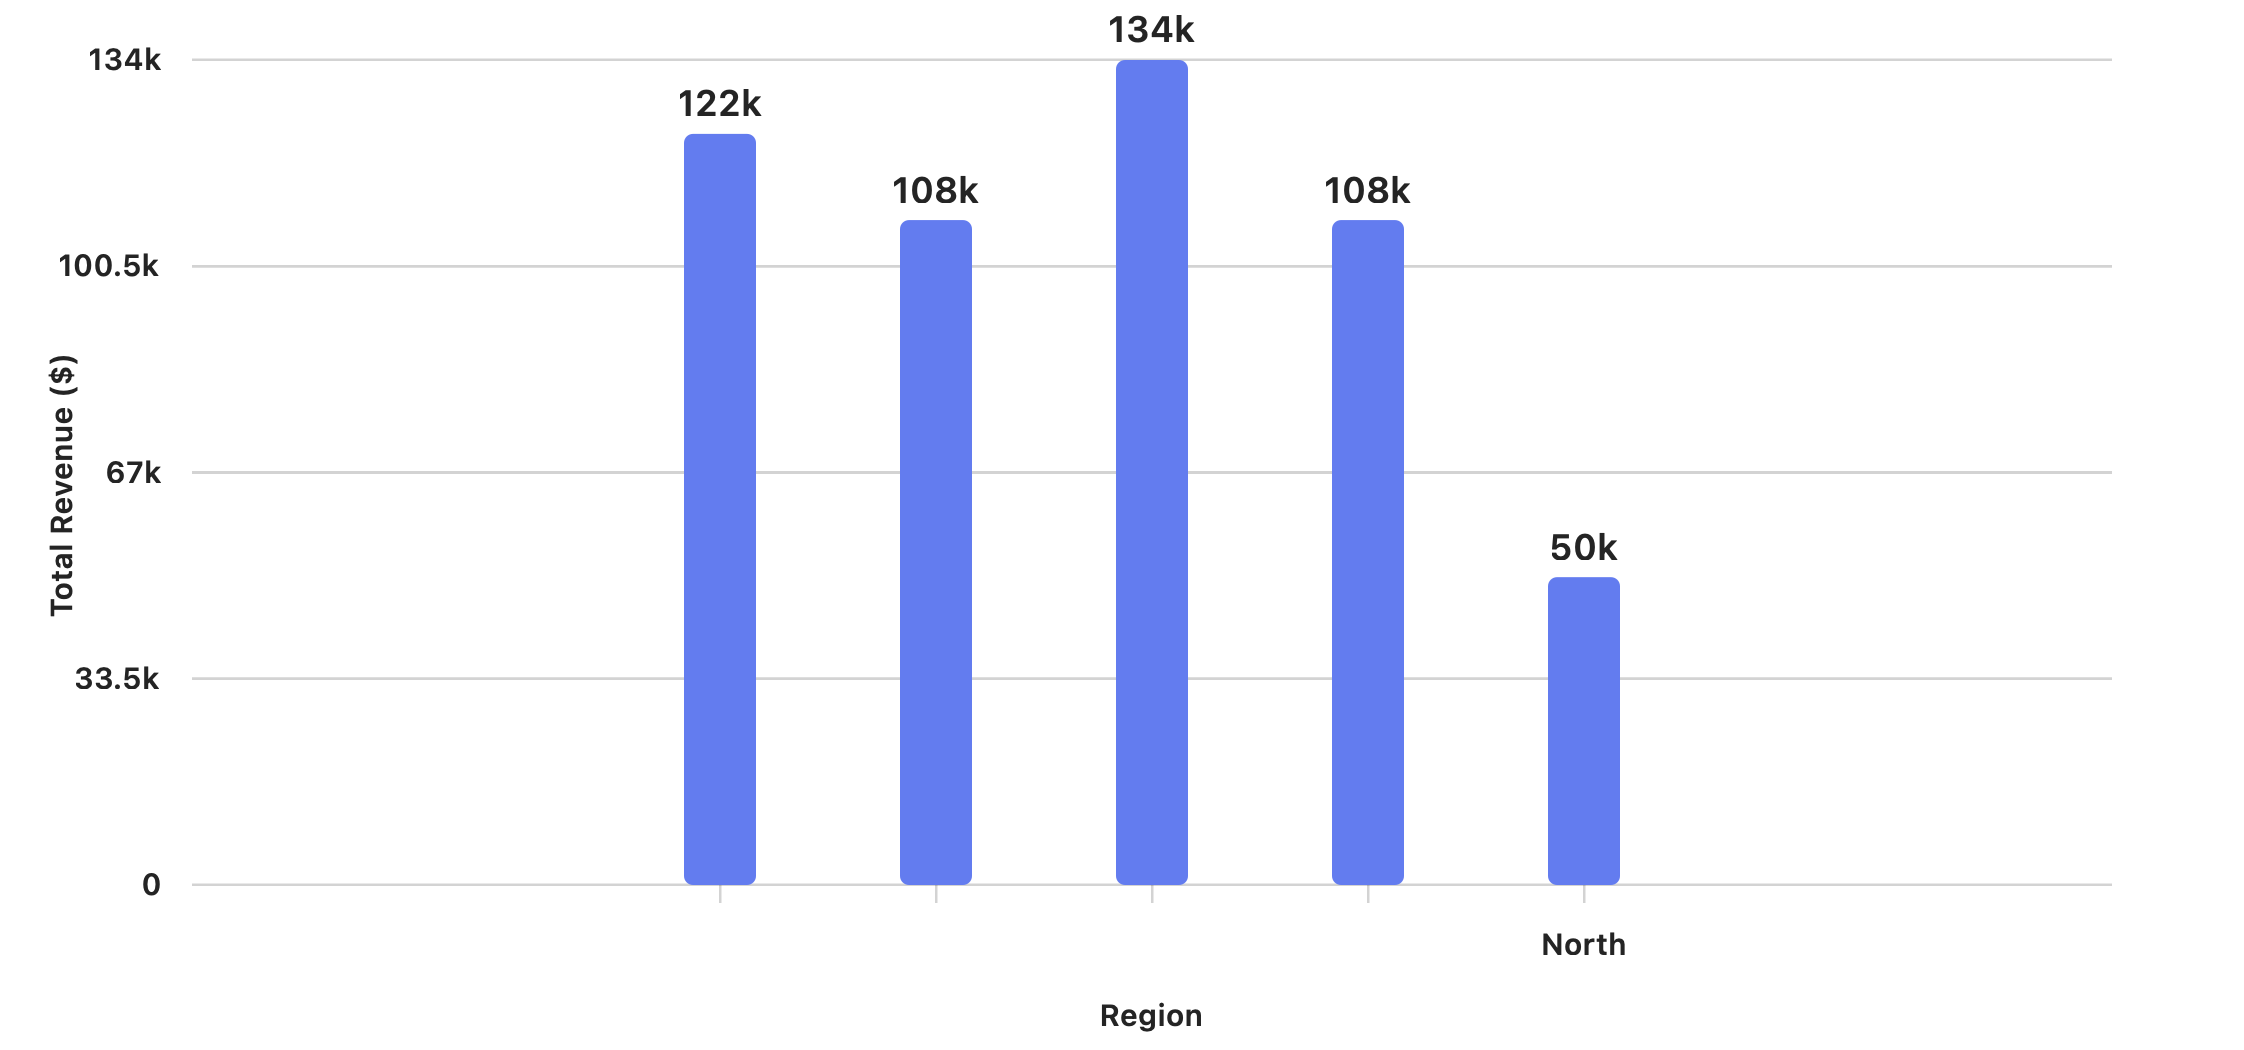 134k
134k
122k
108k
108k
100.5k
67k
50k
33.5k
0
Total Revenue ($)
North
Region